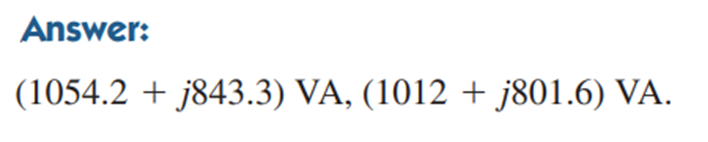 Answer:
(1054.2 + j843.3) VA, (1012 + j801.6) VA.